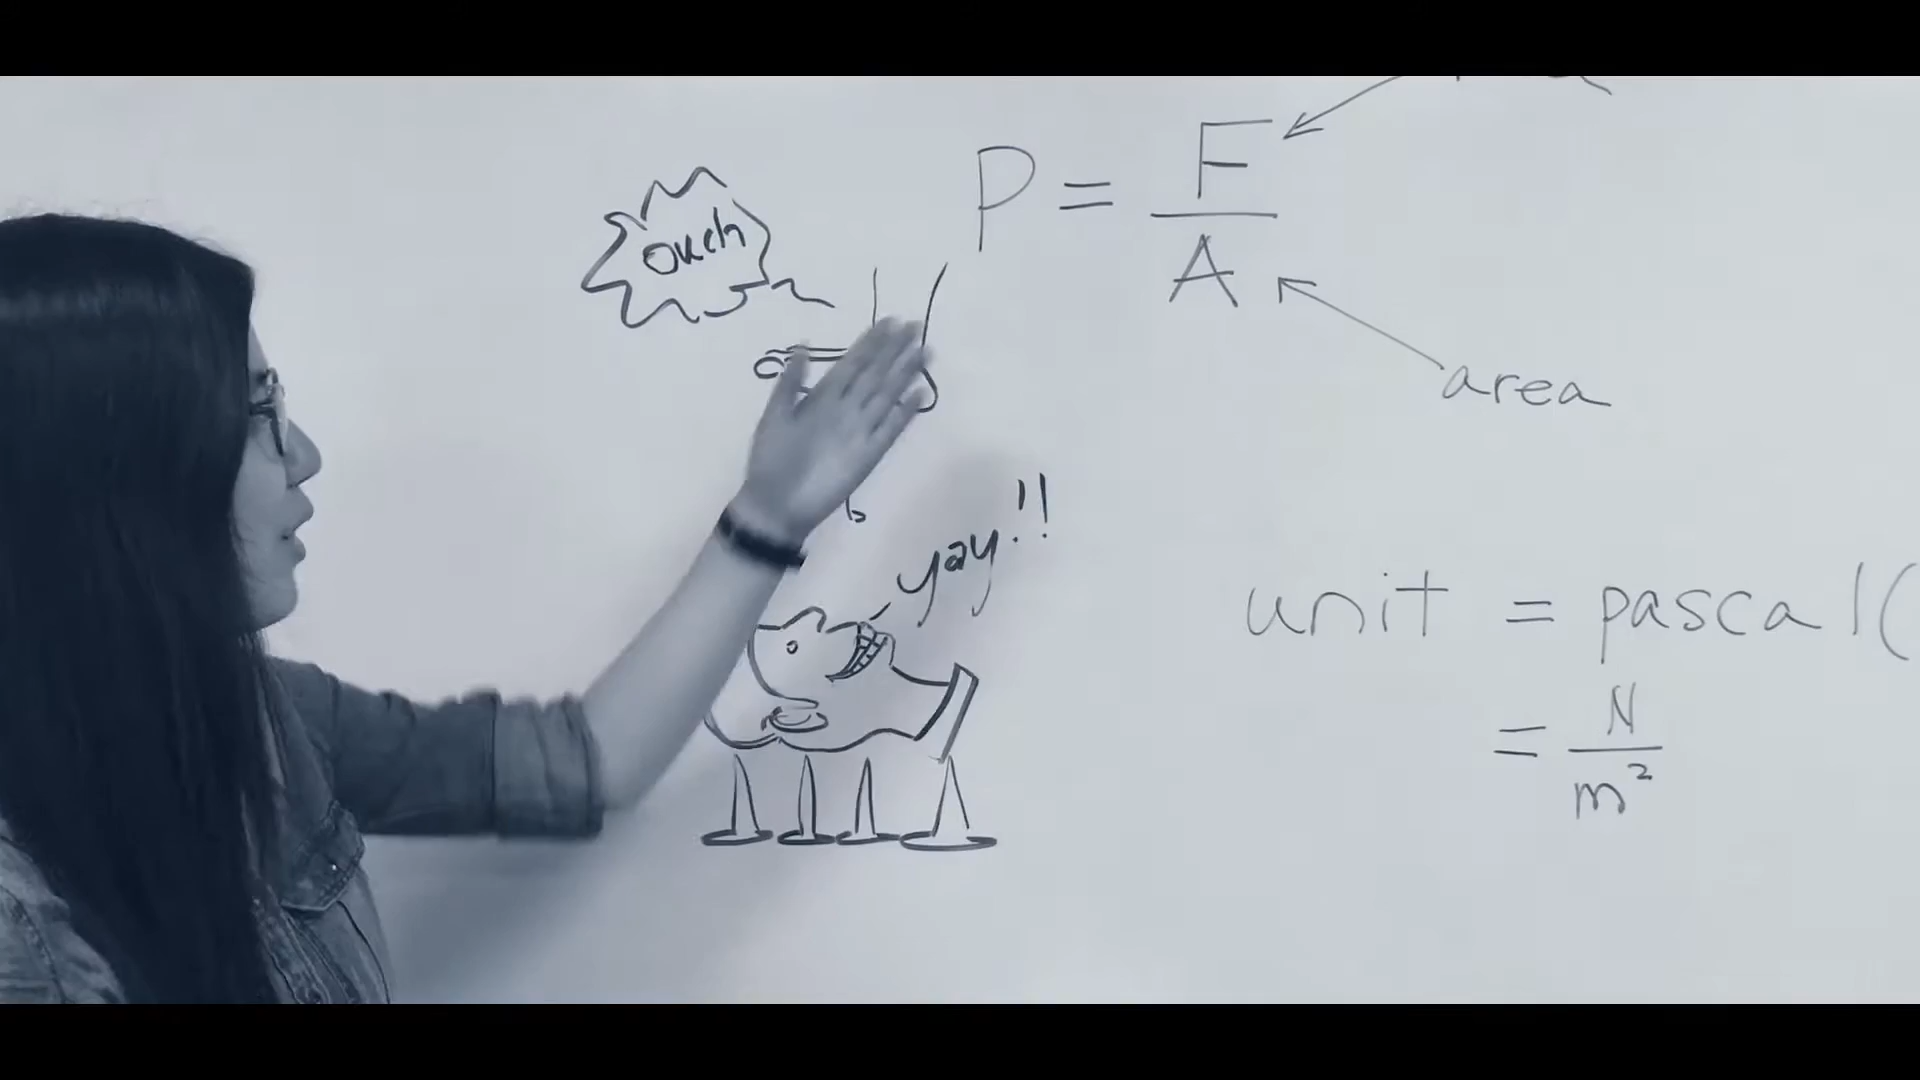 ouch
P = F/A
area
yay!!
unit = pascal (
= N/m²